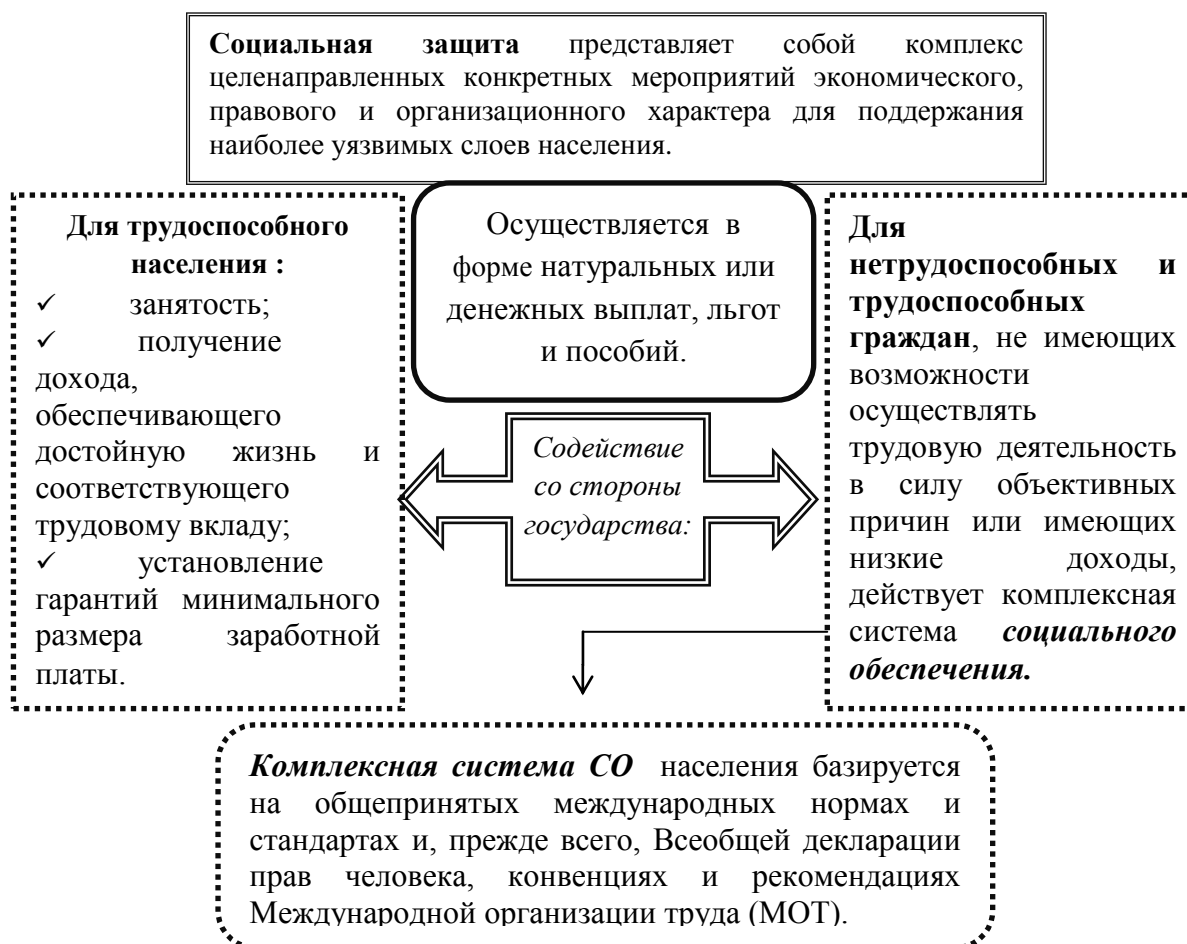 Социальная защита представляет собой комплекс
целенаправленных конкретных мероприятий экономического,
правового и организационного характера для поддержания
наиболее уязвимых слоев населения.
Для трудоспособного
населения :
✓ занятость;
✓ получение
дохода,
обеспечивающего
достойную жизнь и
соответствующего
трудовому вкладу;
✓ установление
гарантий минимального
размера заработной
платы.
Осуществляется в
форме натуральных или
денежных выплат, льгот
и пособий.
Содействие
со стороны
государства:
Для
нетрудоспособных и
трудоспособных
граждан, не имеющих
возможности
осуществлять
трудовую деятельность
в силу объективных
причин или имеющих
низкие доходы,
действует комплексная
система социального
обеспечения.
Комплексная система СО населения базируется
на общепринятых международных нормах и
стандартах и, прежде всего, Всеобщей декларации
прав человека, конвенциях и рекомендациях
Международной организации труда (МОТ).